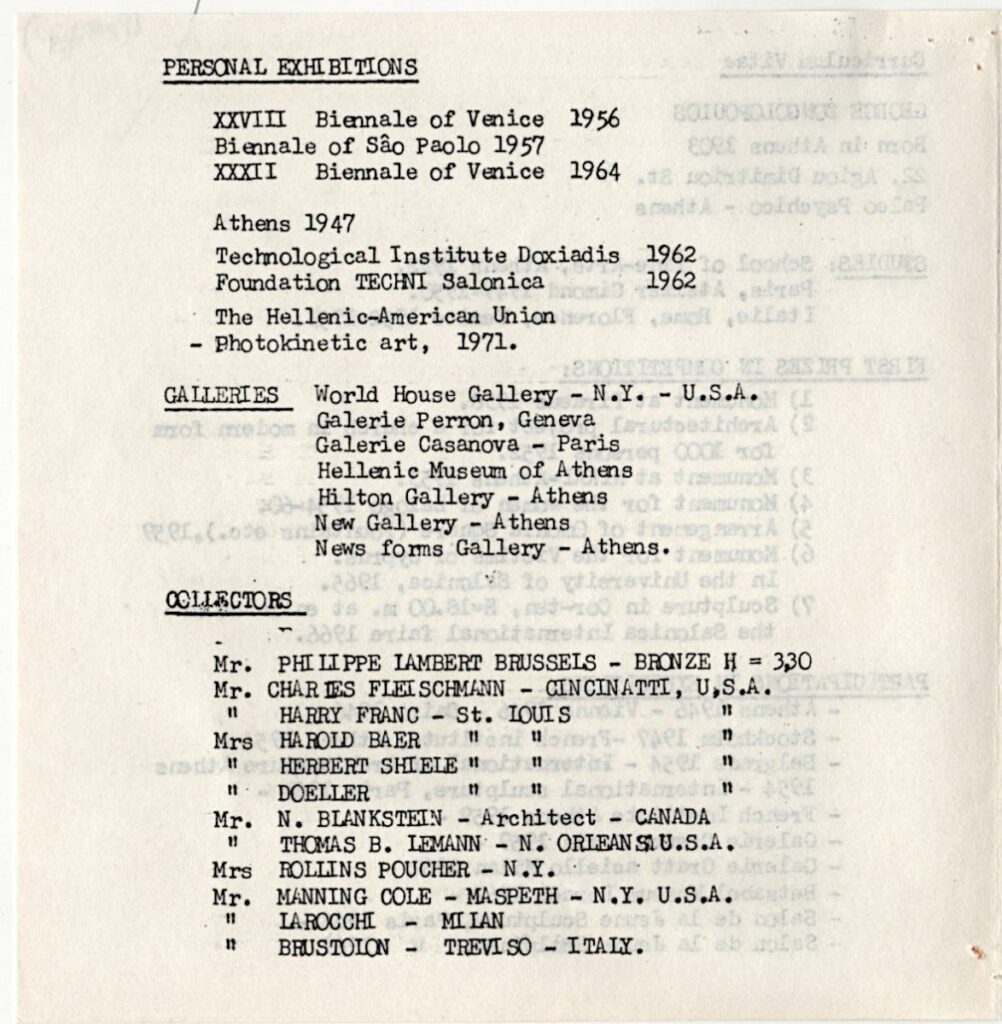 PERSONAL EXHIBITIONS
XXVIII Biennale of Venice 1956
Biennale of Sâo Paolo 1957
XXXII Biennale of Venice 1964
Athens 1947
Technological Institute Doxiadis 1962
Foundation TECHNI Salonica 1962
The Hellenic-American Union
- Photokinetic art, 1971.
GALLERIES World House Gallery - N.Y. - U.S.A.
Galerie Perron, Geneva
Galerie Casanova - Paris
Hellenic Museum of Athens
Hilton Gallery - Athens
New Gallery - Athens
News forms Gallery - Athens.
COLLECTORS
Mr. PHILIPPE LAMBERT BRUSSELS - BRONZE H = 3,30
Mr. CHARLES FLEISCHMANN - CINCINATTI, U,S.A.
" HARRY FRANC - St. LOUIS "
Mrs HAROLD BAER " " "
" HERBERT SHIELE " " "
" DOELLER " " "
Mr. N. BLANKSTEIN - Architect - CANADA
" THOMAS B. LEMANN - N. ORLEANS U.S.A.
Mrs ROLLINS POUCHER - N.Y.
Mr. MANNING COLE - MASPETH - N.Y. U.S.A.
" LAROCCHI - MILAN
" BRUSTOLON - TREVISO - ITALY.